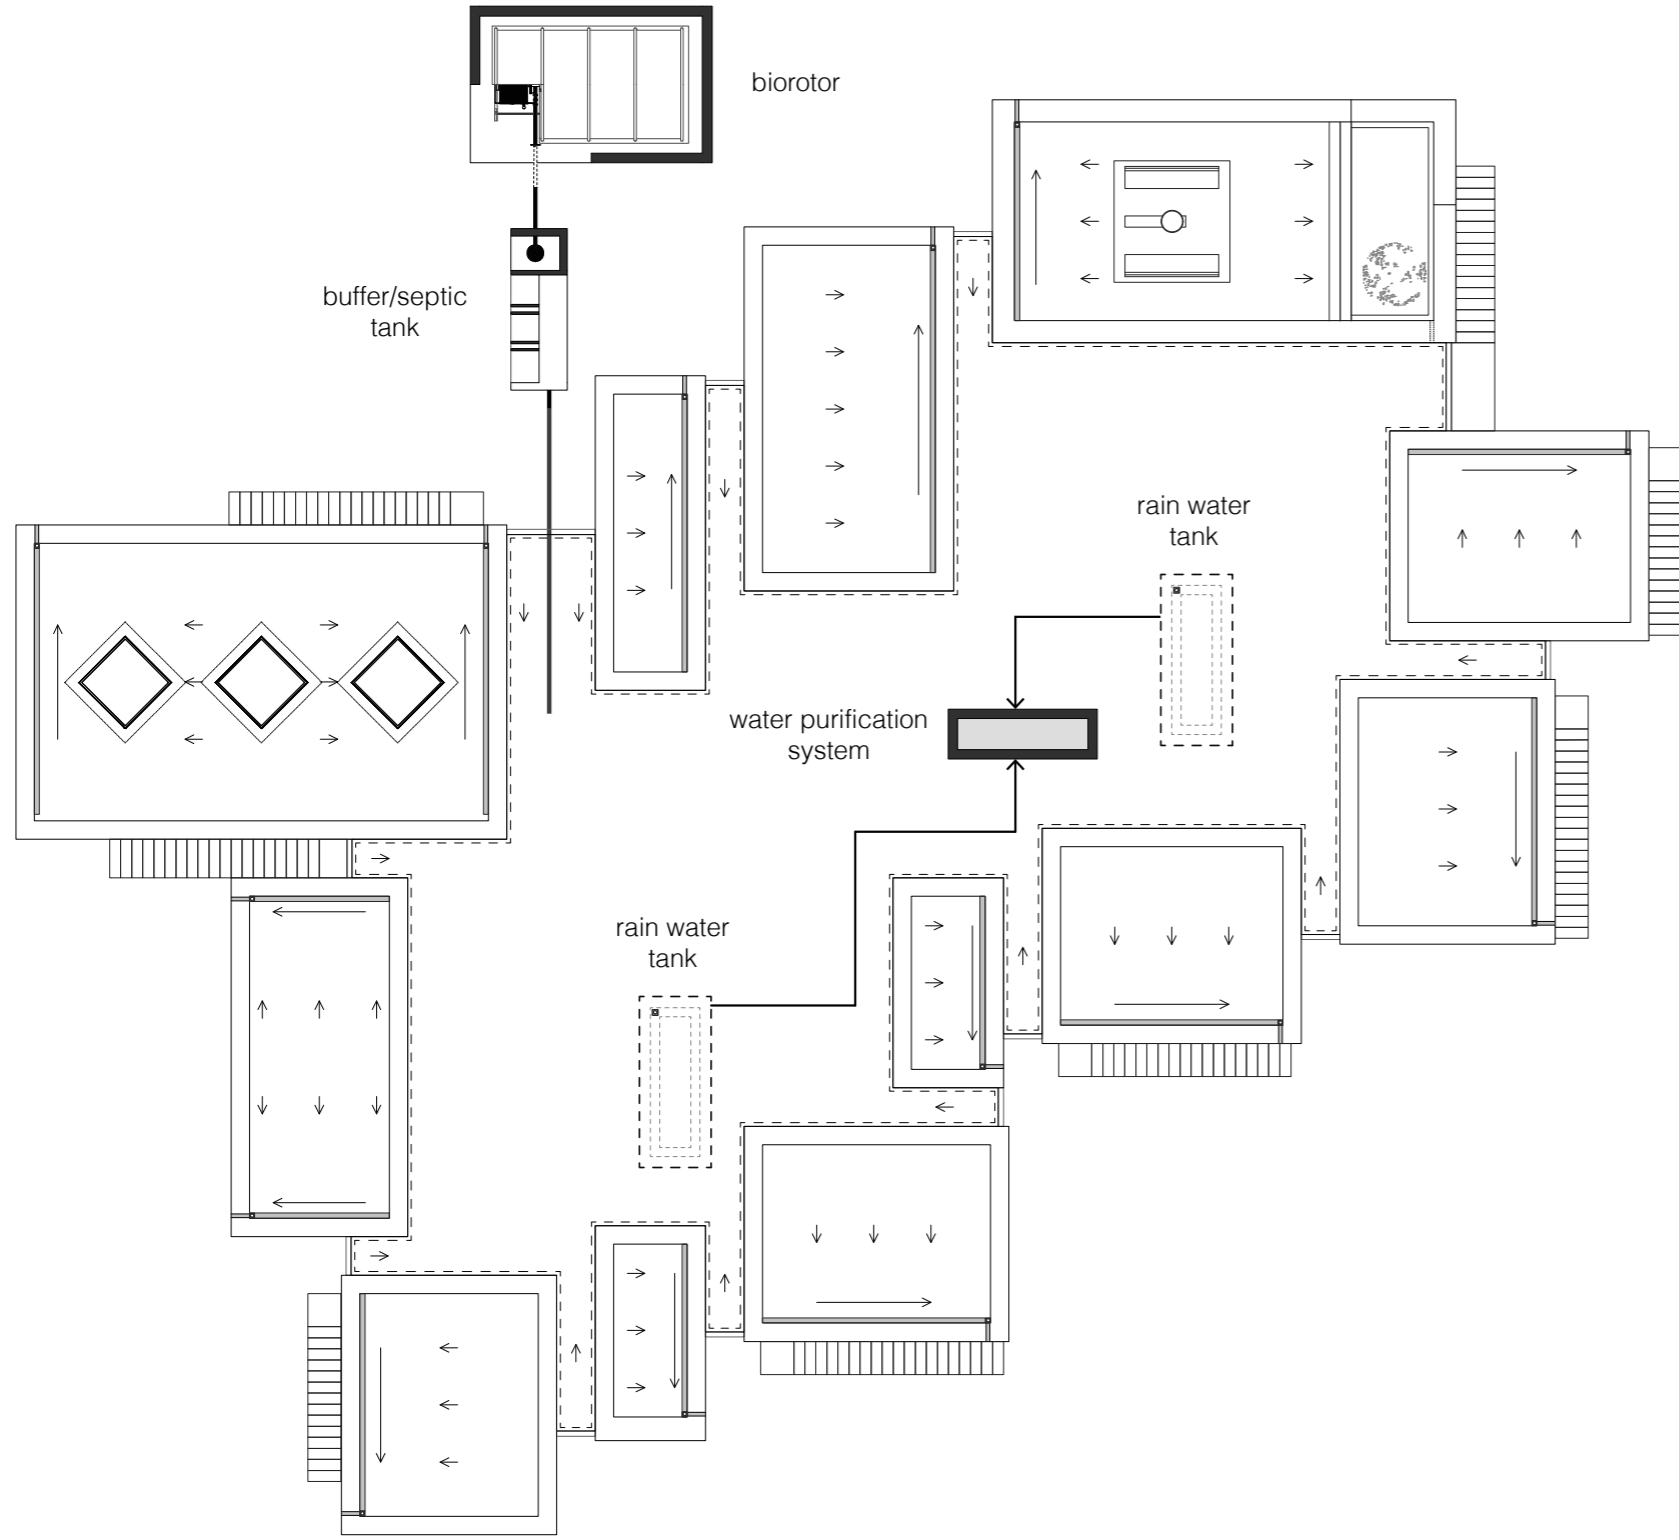 biorotor
buffer/septic
tank
rain water
tank
water purification
system
rain water
tank